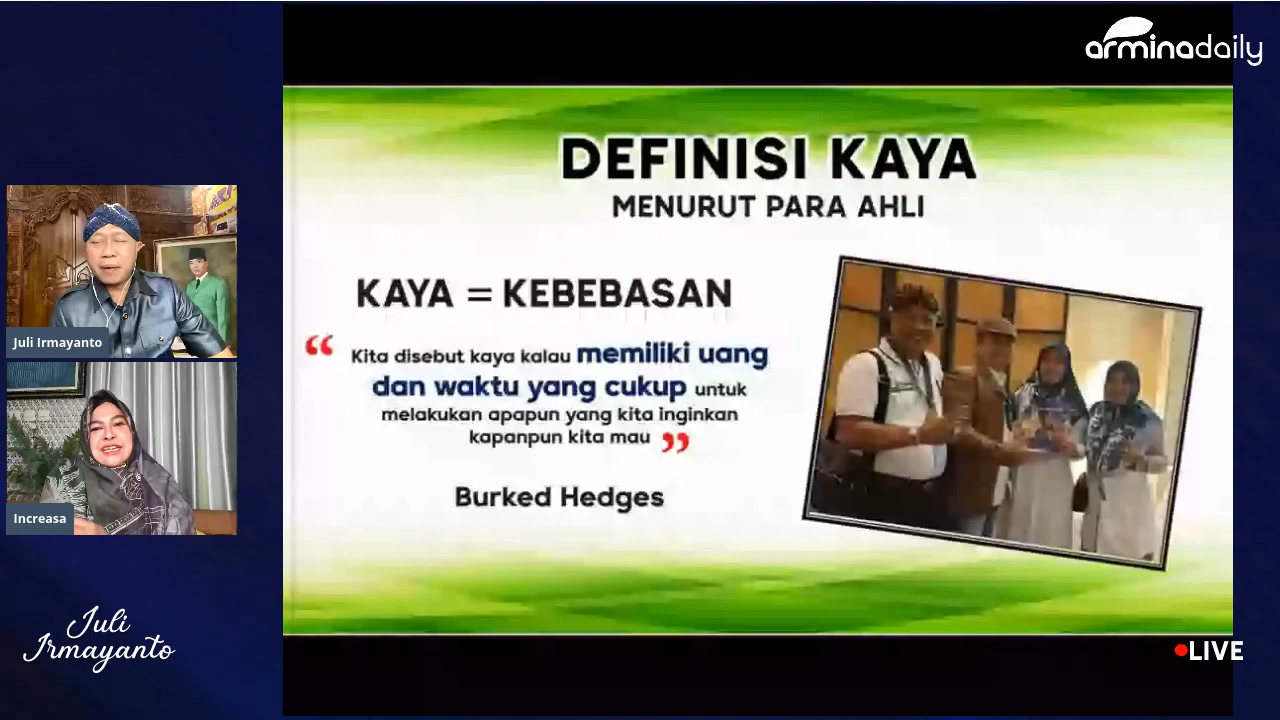 arminadaily
DEFINISI KAYA
MENURUT PARA AHLI
KAYA = KEBEBASAN
“ Kita disebut kaya kalau memiliki uang
dan waktu yang cukup untuk
melakukan apapun yang kita inginkan
kapanpun kita mau ”
Burked Hedges
Juli Irmayanto
Increasa
Juli
Irmayanto
LIVE